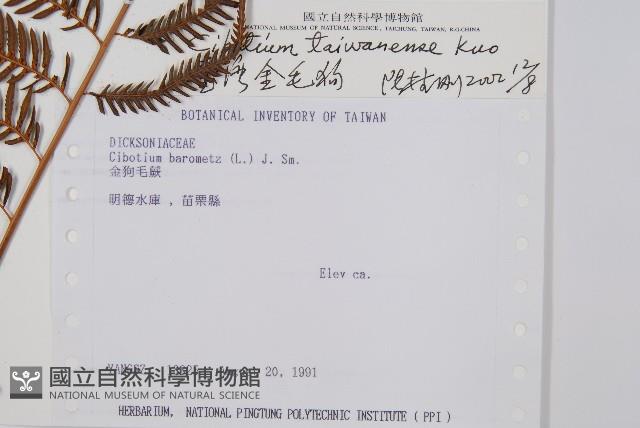 國立自然科學博物館
NATIONAL MUSEUM OF NATURAL SCIENCE, TAICHUNG, TAIWAN, R.O.CHINA
Cibotium taiwanense Kuo
台灣金毛狗 2002 12/8
BOTANICAL INVENTORY OF TAIWAN
DICKSONIACEAE
Cibotium barometz (L.) J. Sm.
金狗毛蕨
明德水庫 , 苗栗縣
Elev ca.
20, 1991
國立自然科學博物館
NATIONAL MUSEUM OF NATURAL SCIENCE
HERBARIUM, NATIONAL PINGTUNG POLYTECHNIC INSTITUTE ( PPI )